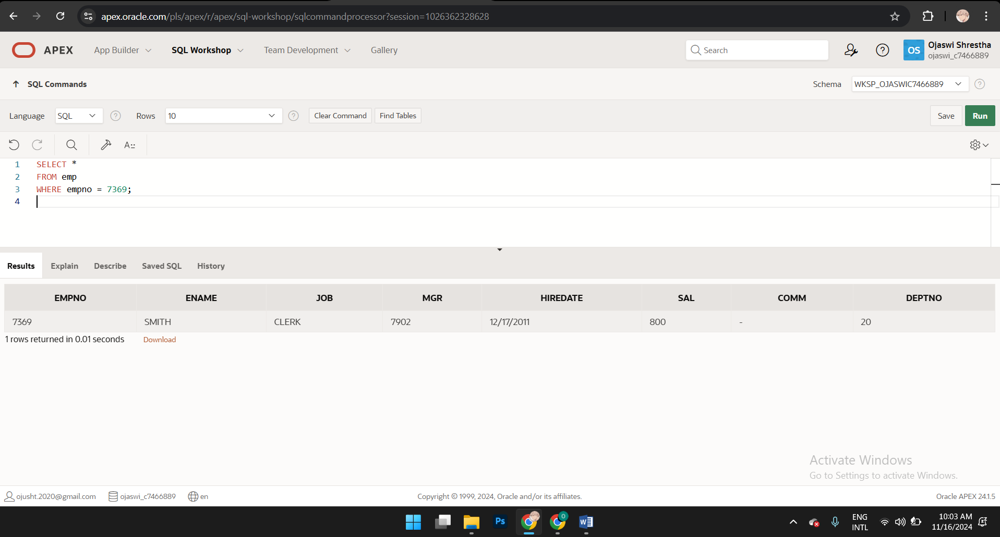 apex.oracle.com/pls/apex/r/apex/sql-workshop/sqlcommandprocessor?session=1026362328628
APEX App Builder SQL Workshop Team Development Gallery Search OS Ojaswi Shrestha
ojaswi_c7466889
SQL Commands Schema WKSP_OJASWIC7466889
Language SQL Rows 10 Clear Command Find Tables Save Run
1 SELECT *
2 FROM emp
3 WHERE empno = 7369;
4
Results Explain Describe Saved SQL History
EMPNO ENAME JOB MGR HIREDATE SAL COMM DEPTNO
7369 SMITH CLERK 7902 12/17/2011 800 - 20
1 rows returned in 0.01 seconds Download
Activate Windows
Go to Settings to activate Windows.
ojusht.2020@gmail.com ojaswi_c7466889 en Copyright © 1999, 2024, Oracle and/or its affiliates. Oracle APEX 24.1.5
Ps ENG 10:03 AM
INTL 11/16/2024